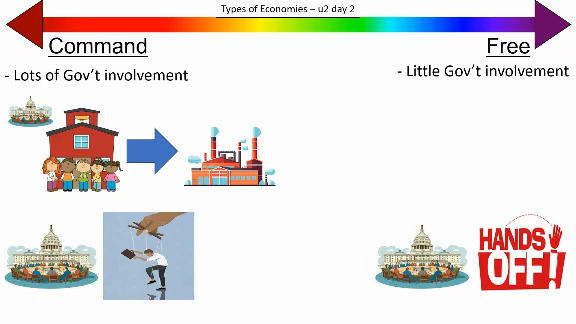 Types of Economies – u2 day 2
Command
Free
- Lots of Gov't involvement
- Little Gov't involvement
HANDS
OFF!